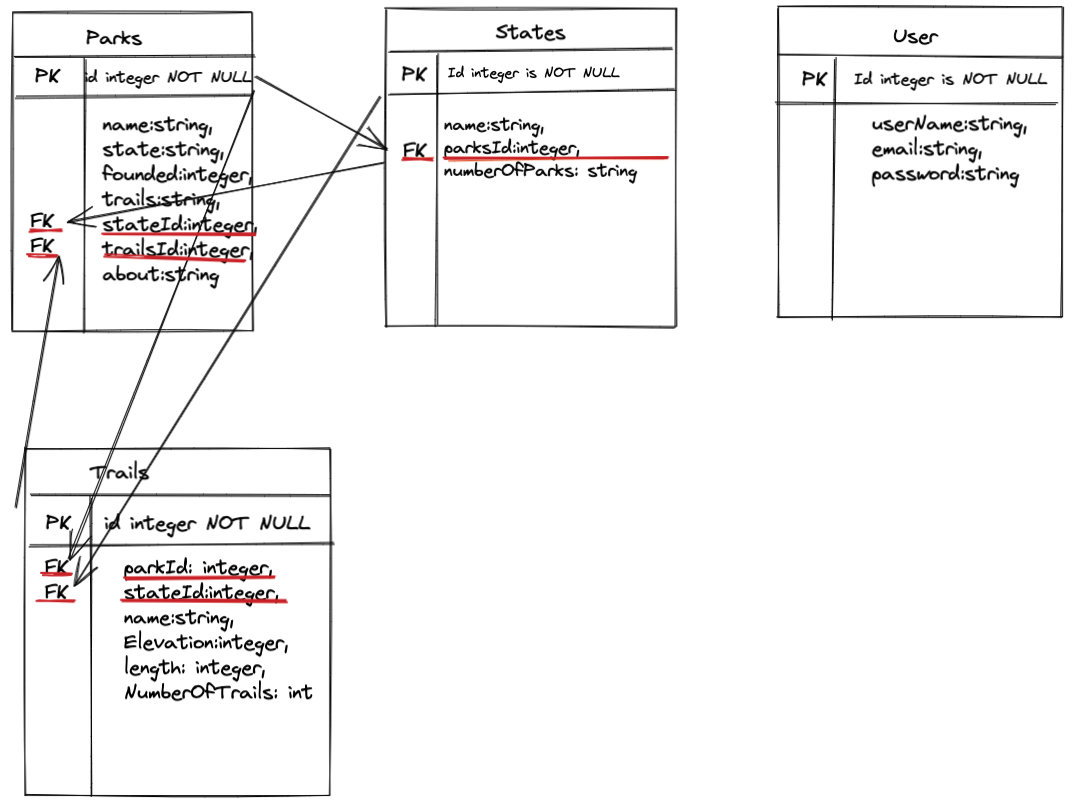 Parks
PK id integer NOT NULL
name:string,
state:string,
founded:integer,
trails:string,
FK stateId:integer,
FK trailsId:integer,
about:string
States
PK Id integer is NOT NULL
name:string,
FK parksId:integer,
numberOfParks: string
User
PK Id integer is NOT NULL
userName:string,
email:string,
password:string
Trails
PK id integer NOT NULL
FK parkId: integer,
FK stateId:integer,
name:string,
Elevation:integer,
length: integer,
NumberOfTrails: int